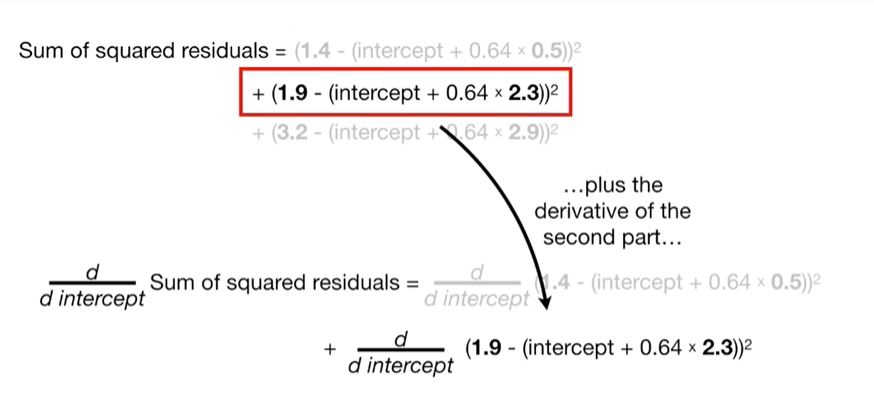 Sum of squared residuals = (1.4 - (intercept + 0.64 × 0.5))²
+ (1.9 - (intercept + 0.64 × 2.3))²
+ (3.2 - (intercept + 0.64 × 2.9))²
...plus the
derivative of the
second part...
d
d intercept
Sum of squared residuals =
d
d intercept
(1.4 - (intercept + 0.64 × 0.5))²
+
d
d intercept
(1.9 - (intercept + 0.64 × 2.3))²